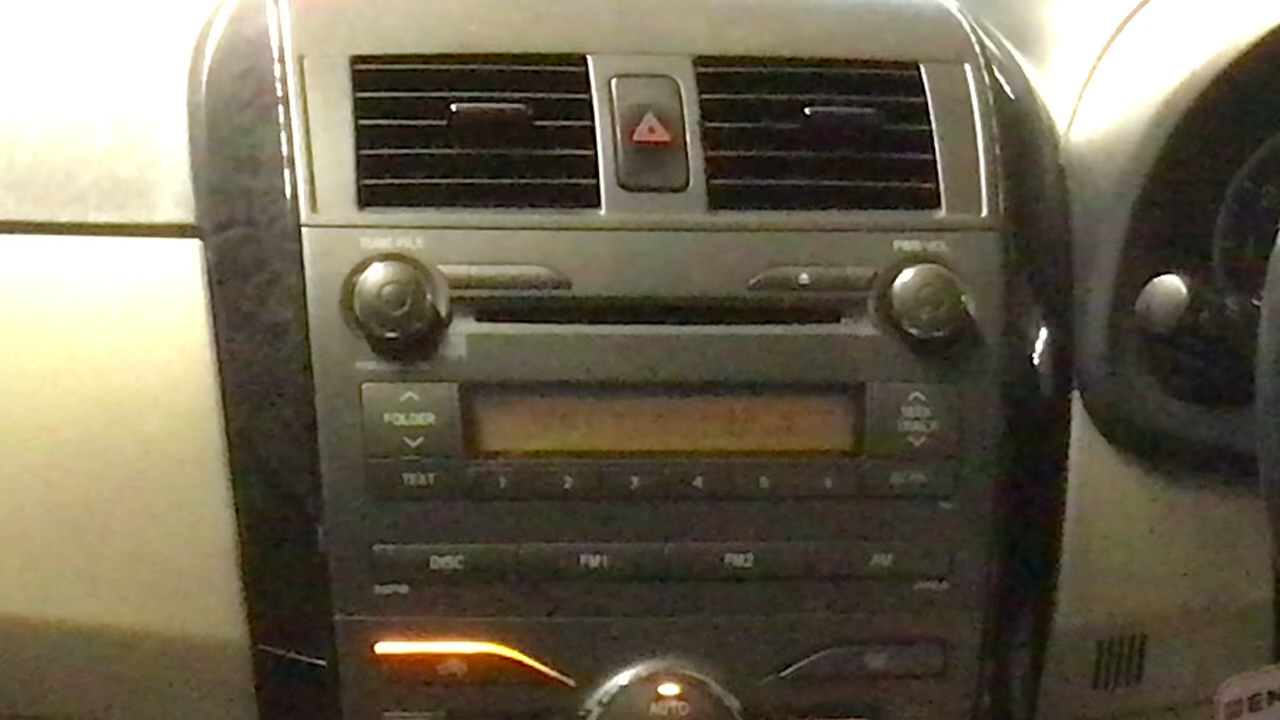 TUNE·FILE
PWR·VOL
FOLDER
SEEK
TRACK
TEXT
1 2 3 4 5 6
SCAN
DISC FM1 FM2 AM
AUTO